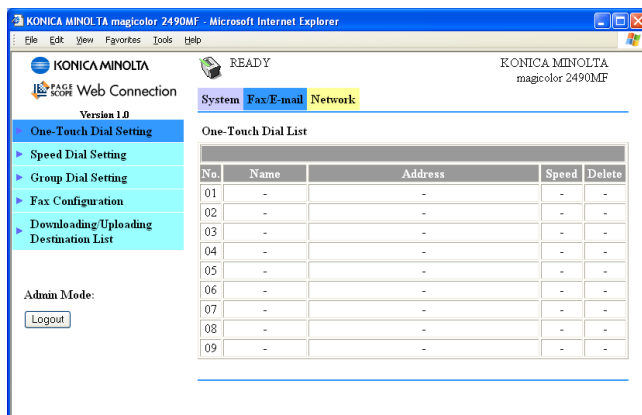 KONICA MINOLTA magicolor 2490MF - Microsoft Internet Explorer
File Edit View Favorites Tools Help
KONICA MINOLTA
PAGE SCOPE Web Connection
Version 1.0
READY
KONICA MINOLTA
magicolor 2490MF
System Fax/E-mail Network
One-Touch Dial Setting
Speed Dial Setting
Group Dial Setting
Fax Configuration
Downloading/Uploading
Destination List
Admin Mode:
Logout
One-Touch Dial List
No. Name Address Speed Delete
01 - - - -
02 - - - -
03 - - - -
04 - - - -
05 - - - -
06 - - - -
07 - - - -
08 - - - -
09 - - - -